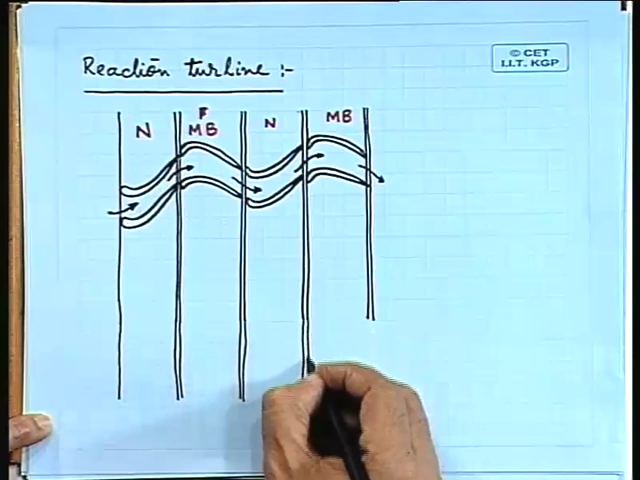 Reaction turbine :-
© CET
I.I.T. KGP
N F MB N MB